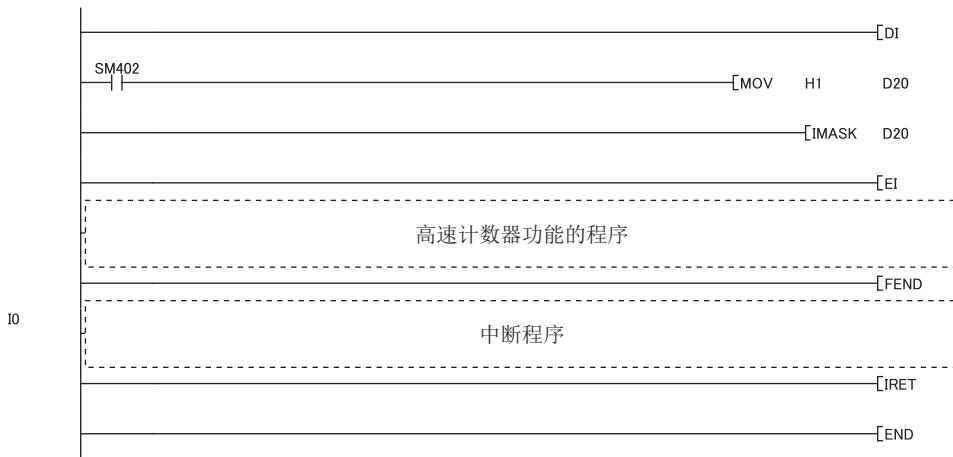 [DI
SM402
[MOV H1 D20
[IMASK D20
[EI
高速计数器功能的程序
[FEND
I0
中断程序
[IRET
[END